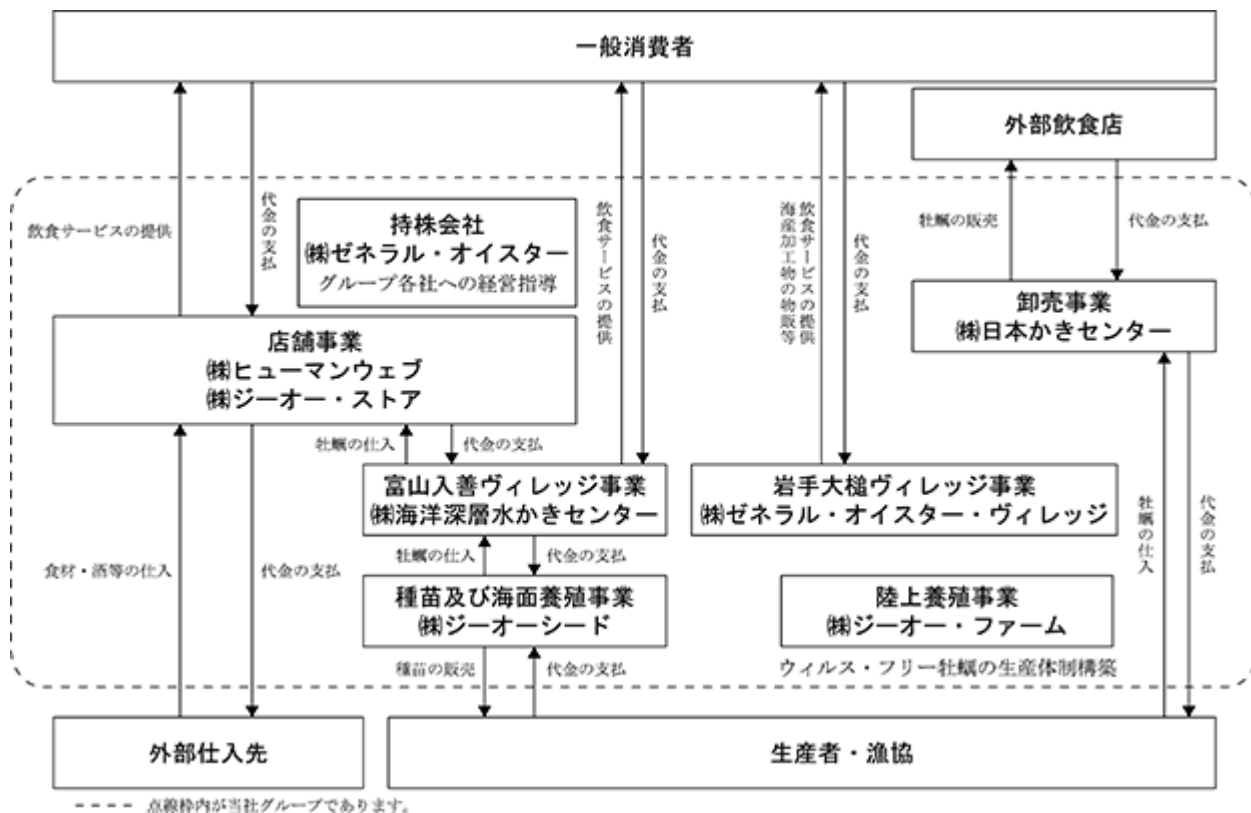 一般消費者
外部飲食店
飲食サービスの提供
代金の支払
持株会社
㈱ゼネラル・オイスター
グループ各社への経営指導
飲食サービスの提供
代金の支払
飲食サービスの提供
海産加工物の物販等
代金の支払
牡蠣の販売
代金の支払
卸売事業
㈱日本かきセンター
店舗事業
㈱ヒューマンウェブ
㈱ジーオー・ストア
牡蠣の仕入
代金の支払
富山入善ヴィレッジ事業
㈱海洋深層水かきセンター
岩手大槌ヴィレッジ事業
㈱ゼネラル・オイスター・ヴィレッジ
牡蠣の仕入
代金の支払
食材・酒等の仕入
代金の支払
牡蠣の仕入
代金の支払
種苗及び海面養殖事業
㈱ジーオーシード
陸上養殖事業
㈱ジーオー・ファーム
種苗の販売
代金の支払
ウィルス・フリー牡蠣の生産体制構築
外部仕入先
生産者・漁協
点線枠内が当社グループであります。